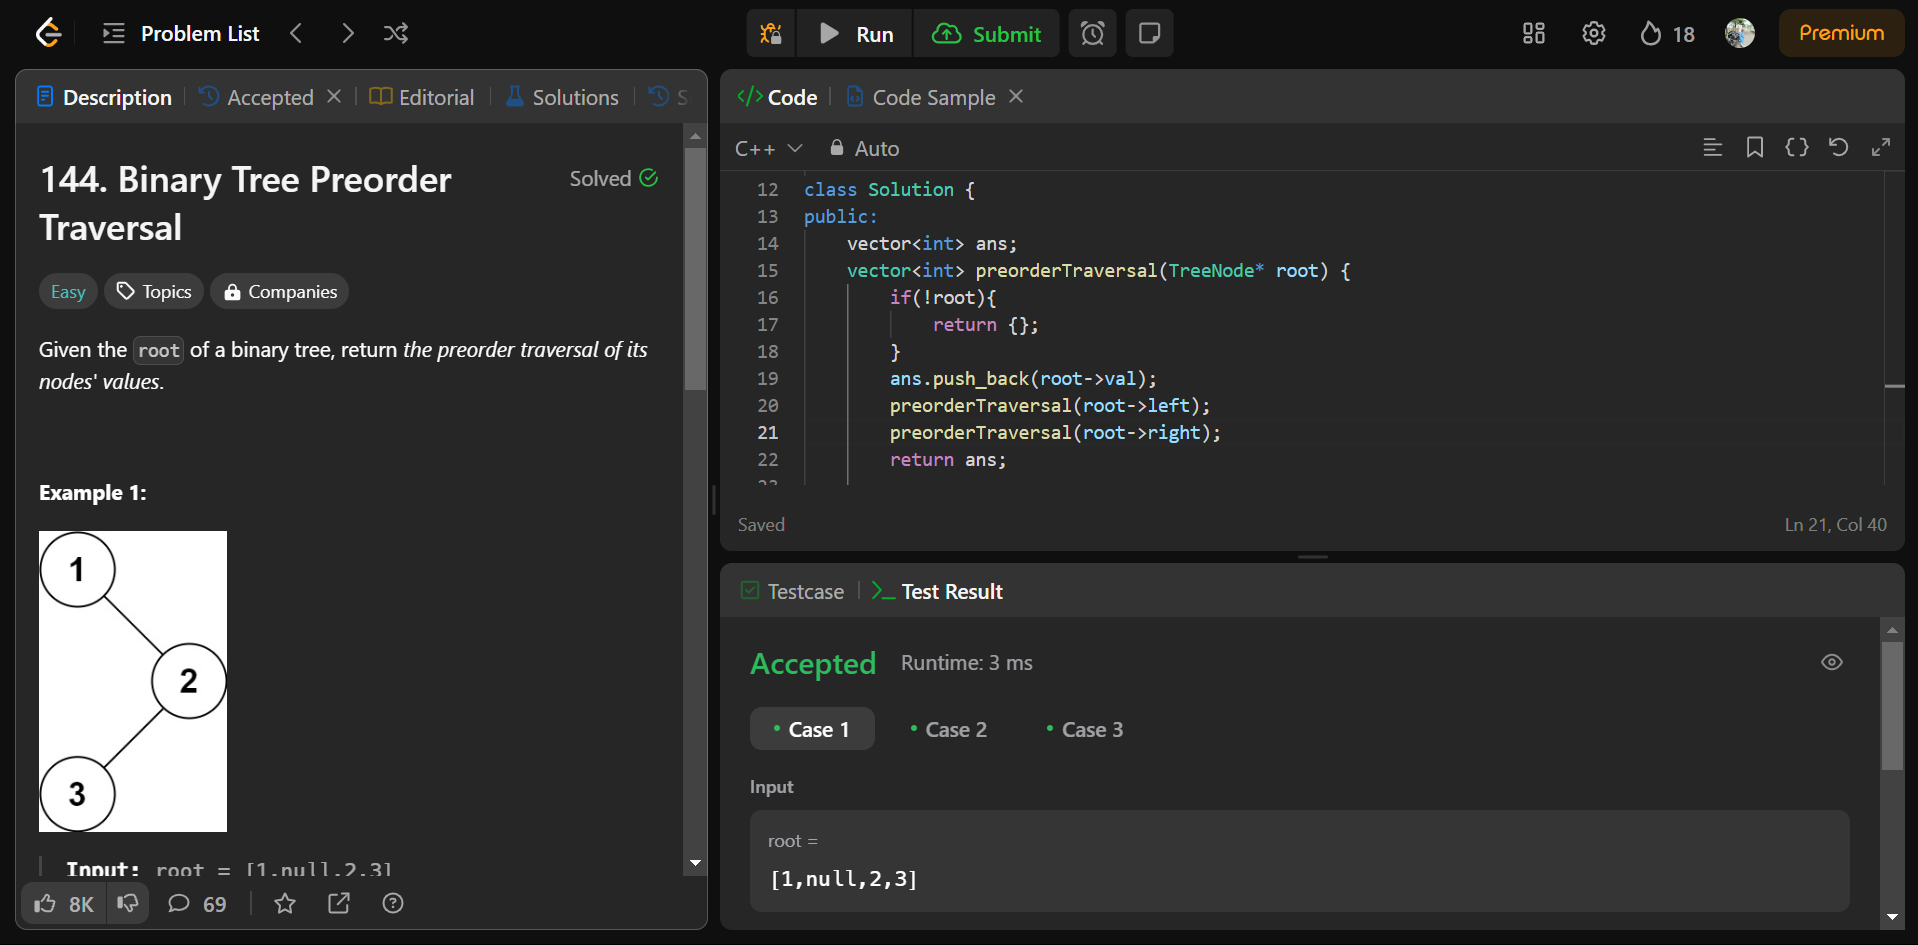 Problem List
Run
Submit
18
Premium
Description
Accepted
Editorial
Solutions
S
144. Binary Tree Preorder
Traversal
Solved
Easy
Topics
Companies
Given the root of a binary tree, return the preorder traversal of its
nodes' values.
Example 1:
1
2
3
Input: root = [1,null,2,3]
8K
69
</> Code
Code Sample
C++
Auto
12 class Solution {
13 public:
14 vector<int> ans;
15 vector<int> preorderTraversal(TreeNode* root) {
16 if(!root){
17 return {};
18 }
19 ans.push_back(root->val);
20 preorderTraversal(root->left);
21 preorderTraversal(root->right);
22 return ans;
23
Saved
Ln 21, Col 40
Testcase
Test Result
Accepted
Runtime: 3 ms
Case 1
Case 2
Case 3
Input
root =
[1,null,2,3]